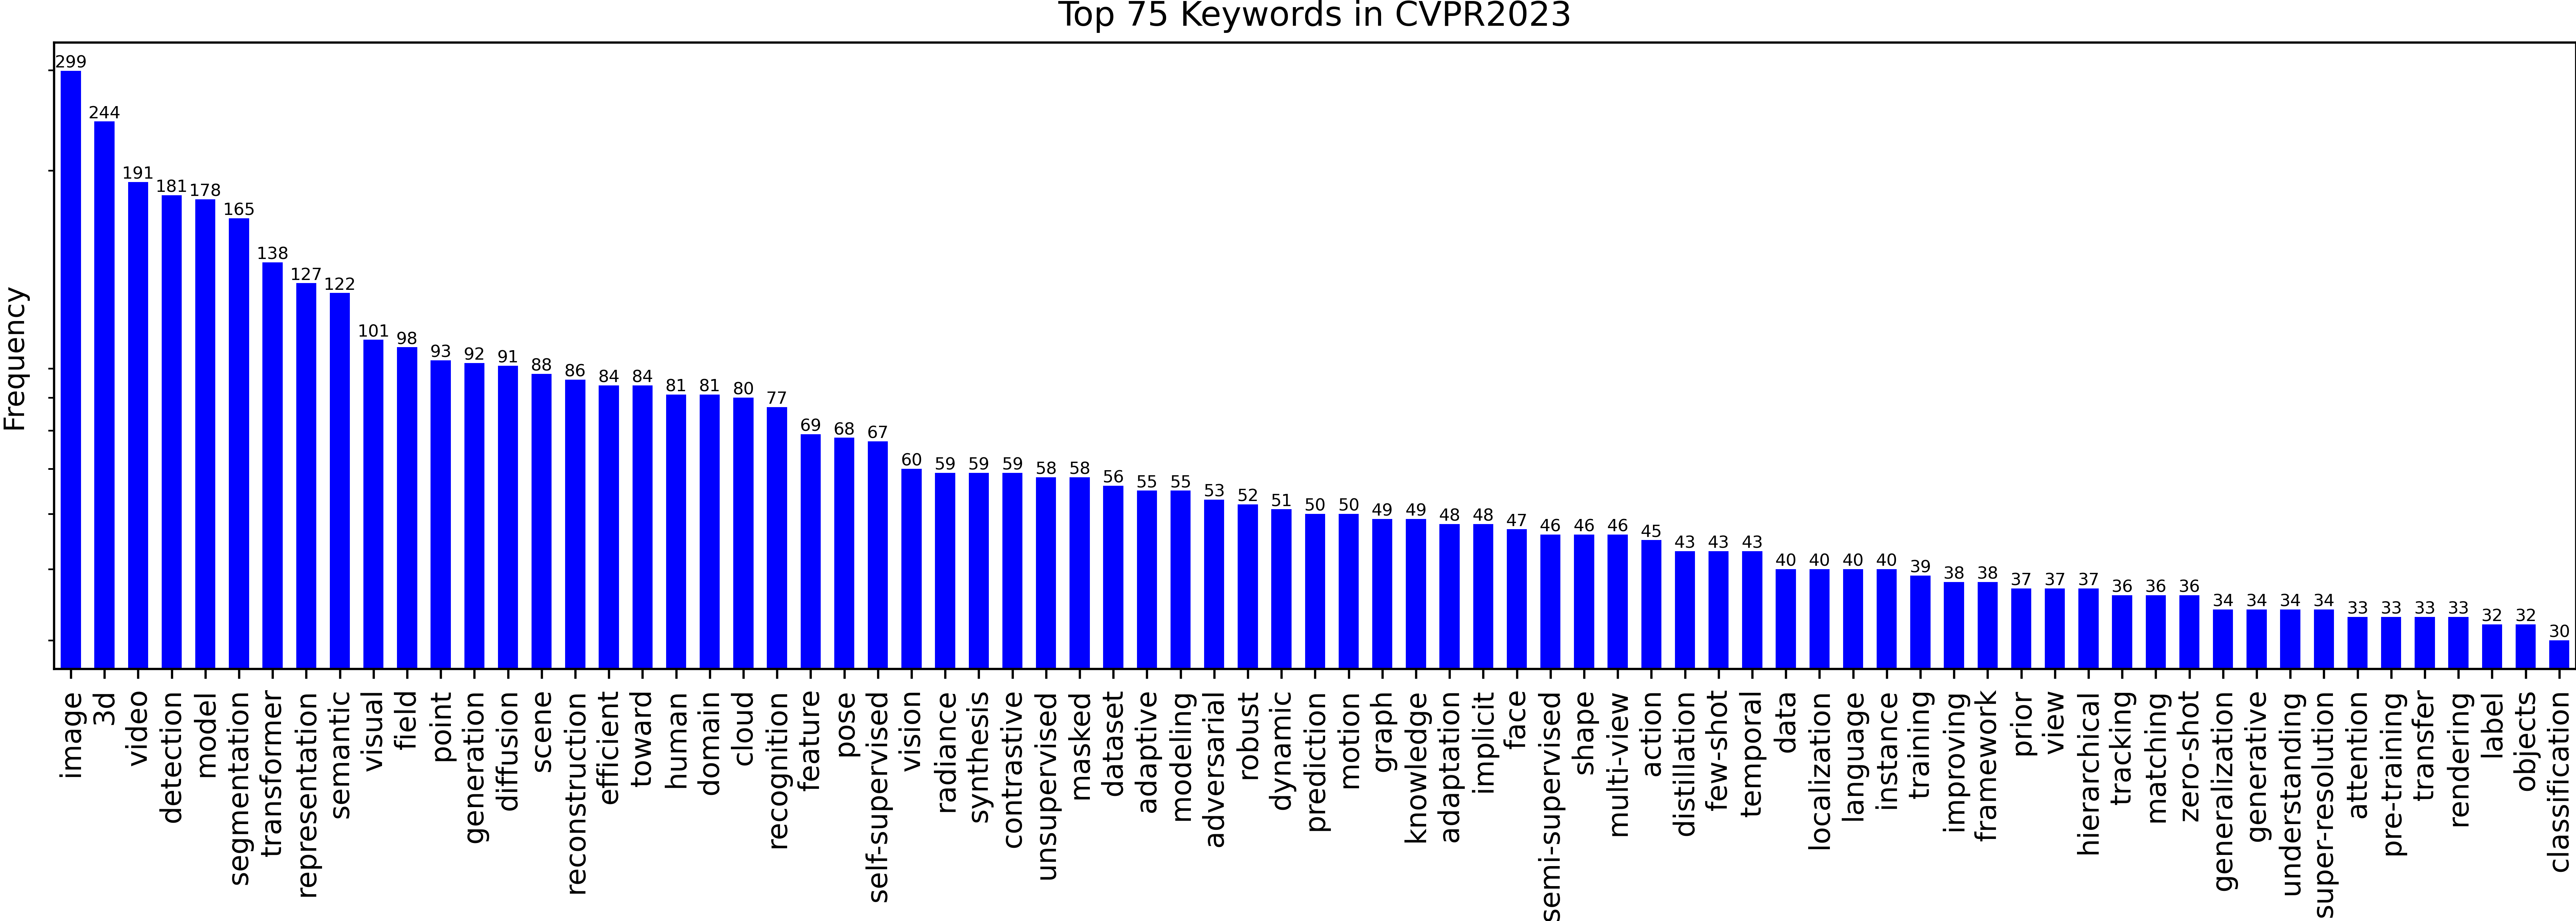 Top 75 Keywords in CVPR2023
Frequency
299
244
191
181
178
165
138
127
122
101
98
93
92
91
88
86
84
84
81
81
80
77
69
68
67
60
59
59
59
58
58
56
55
55
53
52
51
50
50
49
49
48
48
47
46
46
46
45
43
43
43
40
40
40
40
39
38
38
37
37
37
36
36
36
34
34
34
34
33
33
33
33
32
32
30
image
3d
video
detection
model
segmentation
transformer
representation
semantic
visual
field
point
generation
diffusion
scene
reconstruction
efficient
toward
human
domain
cloud
recognition
feature
pose
self-supervised
vision
radiance
synthesis
contrastive
unsupervised
masked
dataset
adaptive
modeling
adversarial
robust
dynamic
prediction
motion
graph
knowledge
adaptation
implicit
face
semi-supervised
shape
multi-view
action
distillation
few-shot
temporal
data
localization
language
instance
training
improving
framework
prior
view
hierarchical
tracking
matching
zero-shot
generalization
generative
understanding
super-resolution
attention
pre-training
transfer
rendering
label
objects
classification